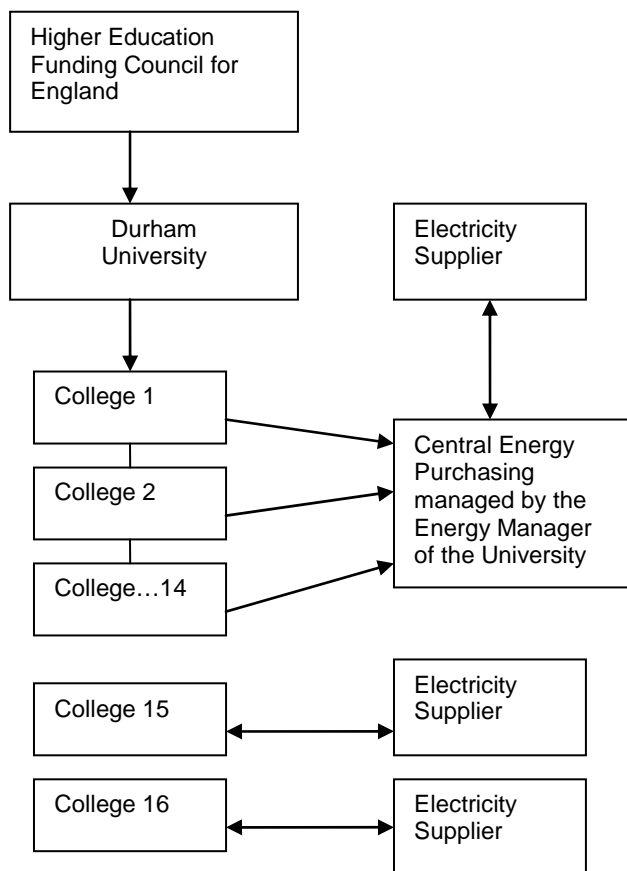 Higher Education
Funding Council for
England
Durham
University
Electricity
Supplier
College 1
College 2
College…14
Central Energy
Purchasing
managed by the
Energy Manager
of the University
College 15
Electricity
Supplier
College 16
Electricity
Supplier